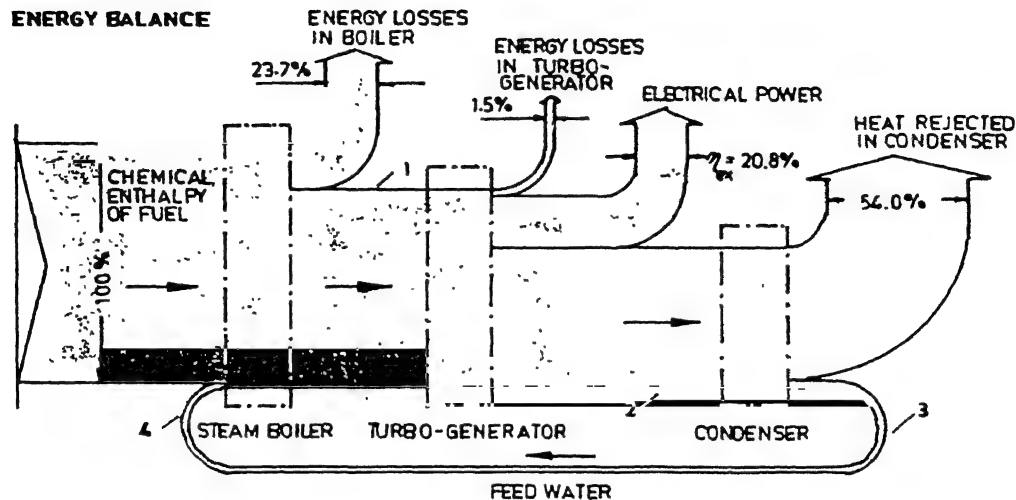 ENERGY BALANCE
ENERGY LOSSES
IN BOILER
23.7%
ENERGY LOSSES
IN TURBO-
GENERATOR
1.5%
ELECTRICAL POWER
η = 20.8%
ex
HEAT REJECTED
IN CONDENSER
54.0%
CHEMICAL
ENTHALPY
OF FUEL
100%
1
2
3
4
STEAM BOILER
TURBO-GENERATOR
CONDENSER
FEED WATER